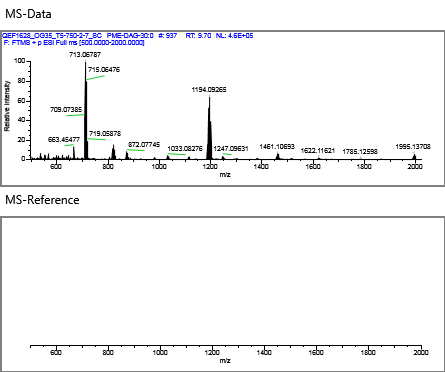 MS-Data
QEF1628_OG35_T5-750-2-7_8C PME-DAG-30:0 #: 937 RT: 9.70 NL: 4.6E+05
F: FTMS + p ESI Full ms [500.0000-2000.0000]
713.06787
100
715.06476
80
1194.09265
Relative Intensity
60
709.07385
40
719.05878
20
663.45477
872.07745
1033.08276
1247.09631
1461.10693
1622.11621
1785.12598
1995.13708
0
600 800 1000 1200 1400 1600 1800 2000
m/z
MS-Reference
600 800 1000 1200 1400 1600 1800 2000
m/z